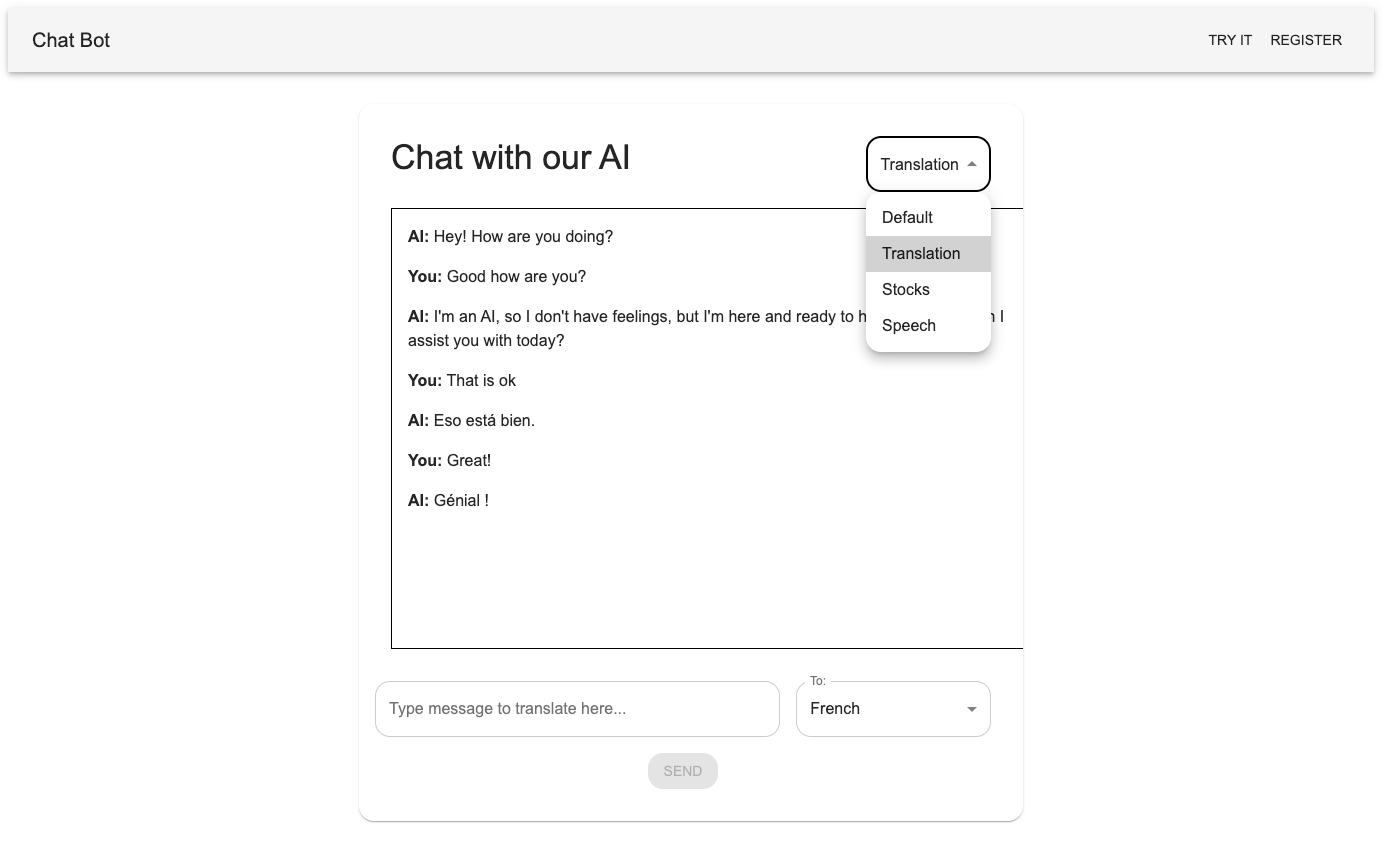 Chat Bot
TRY IT
REGISTER
Chat with our AI
Translation
Default
Translation
Stocks
Speech
AI: Hey! How are you doing?
You: Good how are you?
AI: I'm an AI, so I don't have feelings, but I'm here and ready to I
assist you with today?
You: That is ok
AI: Eso está bien.
You: Great!
AI: Génial !
To:
Type message to translate here...
French
SEND